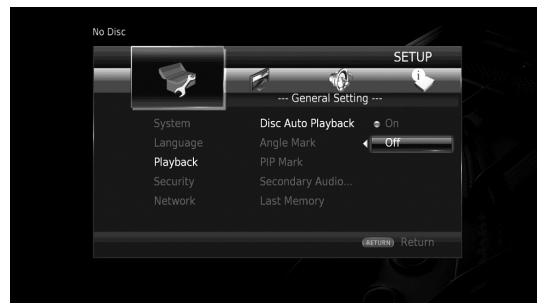 No Disc
SETUP
--- General Setting ---
System Disc Auto Playback On
Language Angle Mark Off
Playback PIP Mark
Security Secondary Audio...
Network Last Memory
RETURN Return